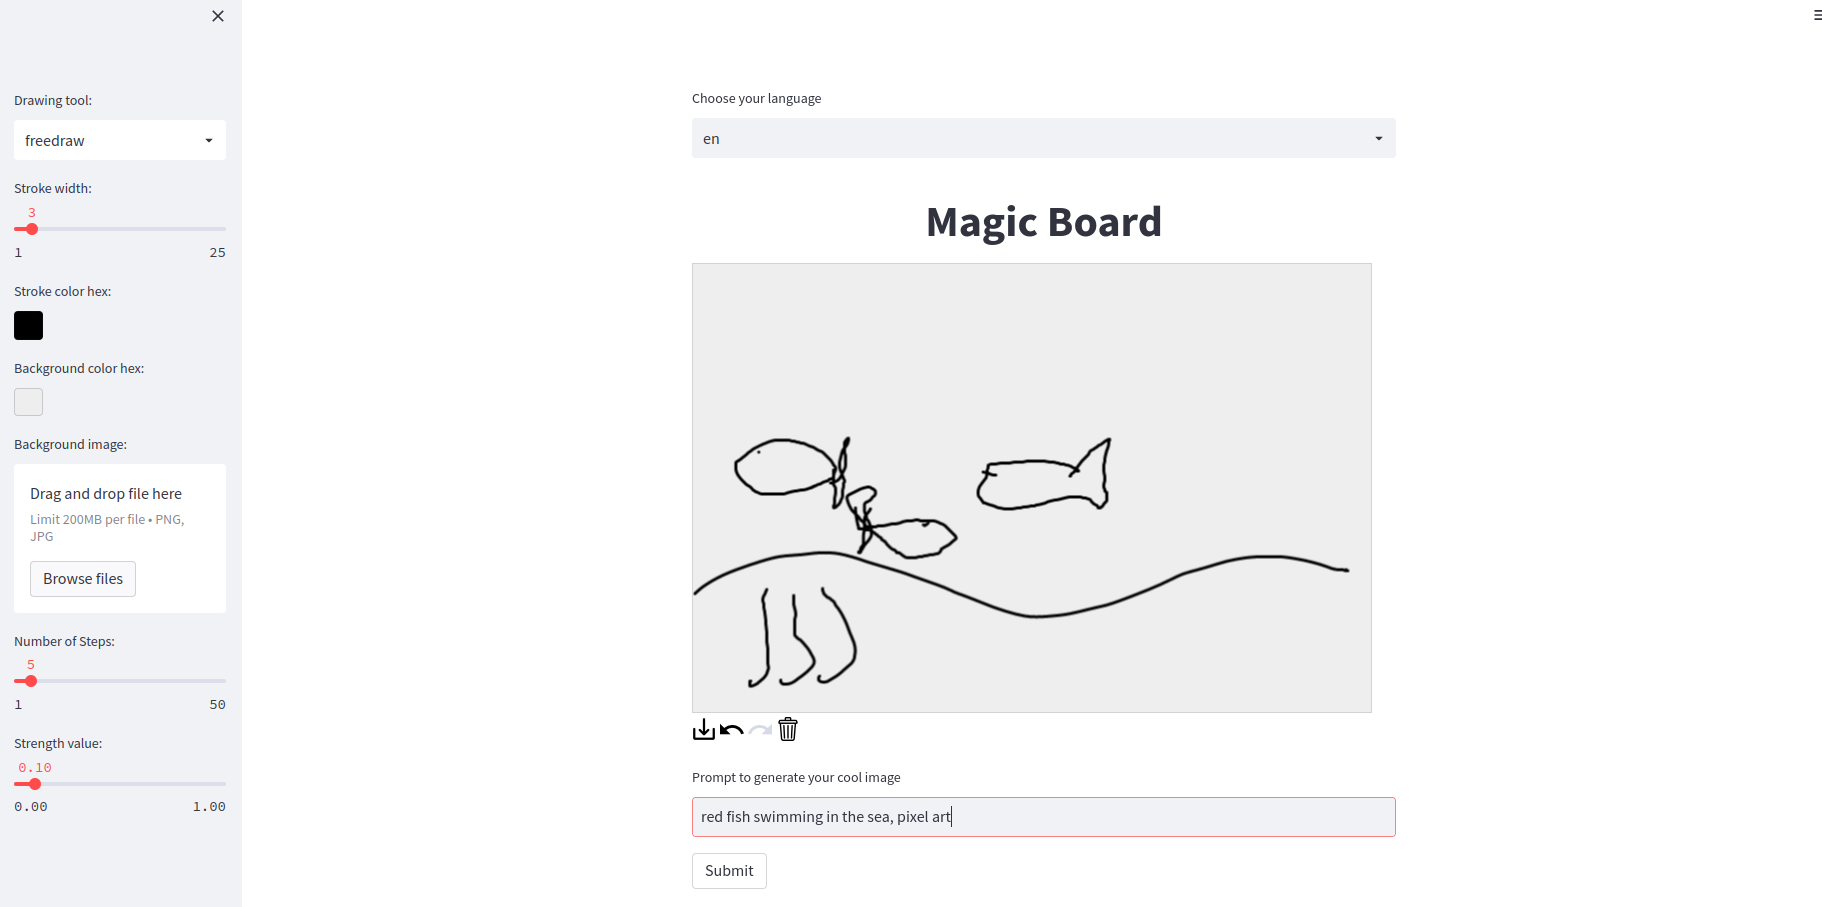 Drawing tool:
freedraw
Stroke width:
3
1 25
Stroke color hex:
Background color hex:
Background image:
Drag and drop file here
Limit 200MB per file • PNG,
JPG
Browse files
Number of Steps:
5
1 50
Strength value:
0.10
0.00 1.00
Choose your language
en
Magic Board
Prompt to generate your cool image
red fish swimming in the sea, pixel art
Submit